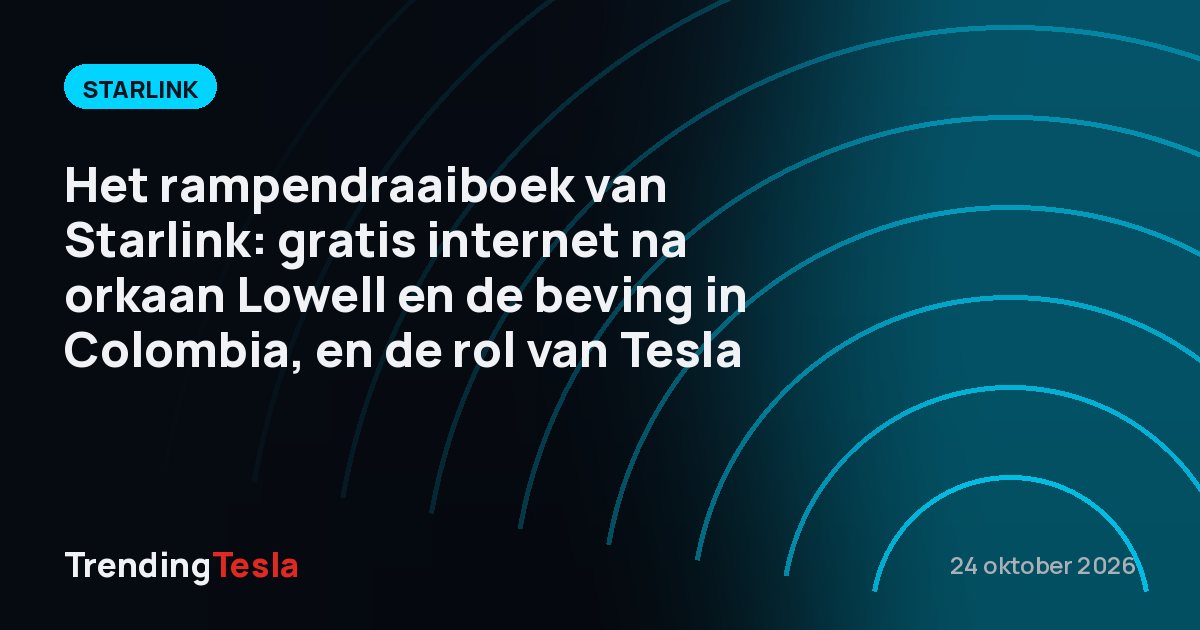 STARLINK
Het rampendraaiboek van
Starlink: gratis internet na
orkaan Lowell en de beving in
Colombia, en de rol van Tesla
TrendingTesla
24 oktober 2026